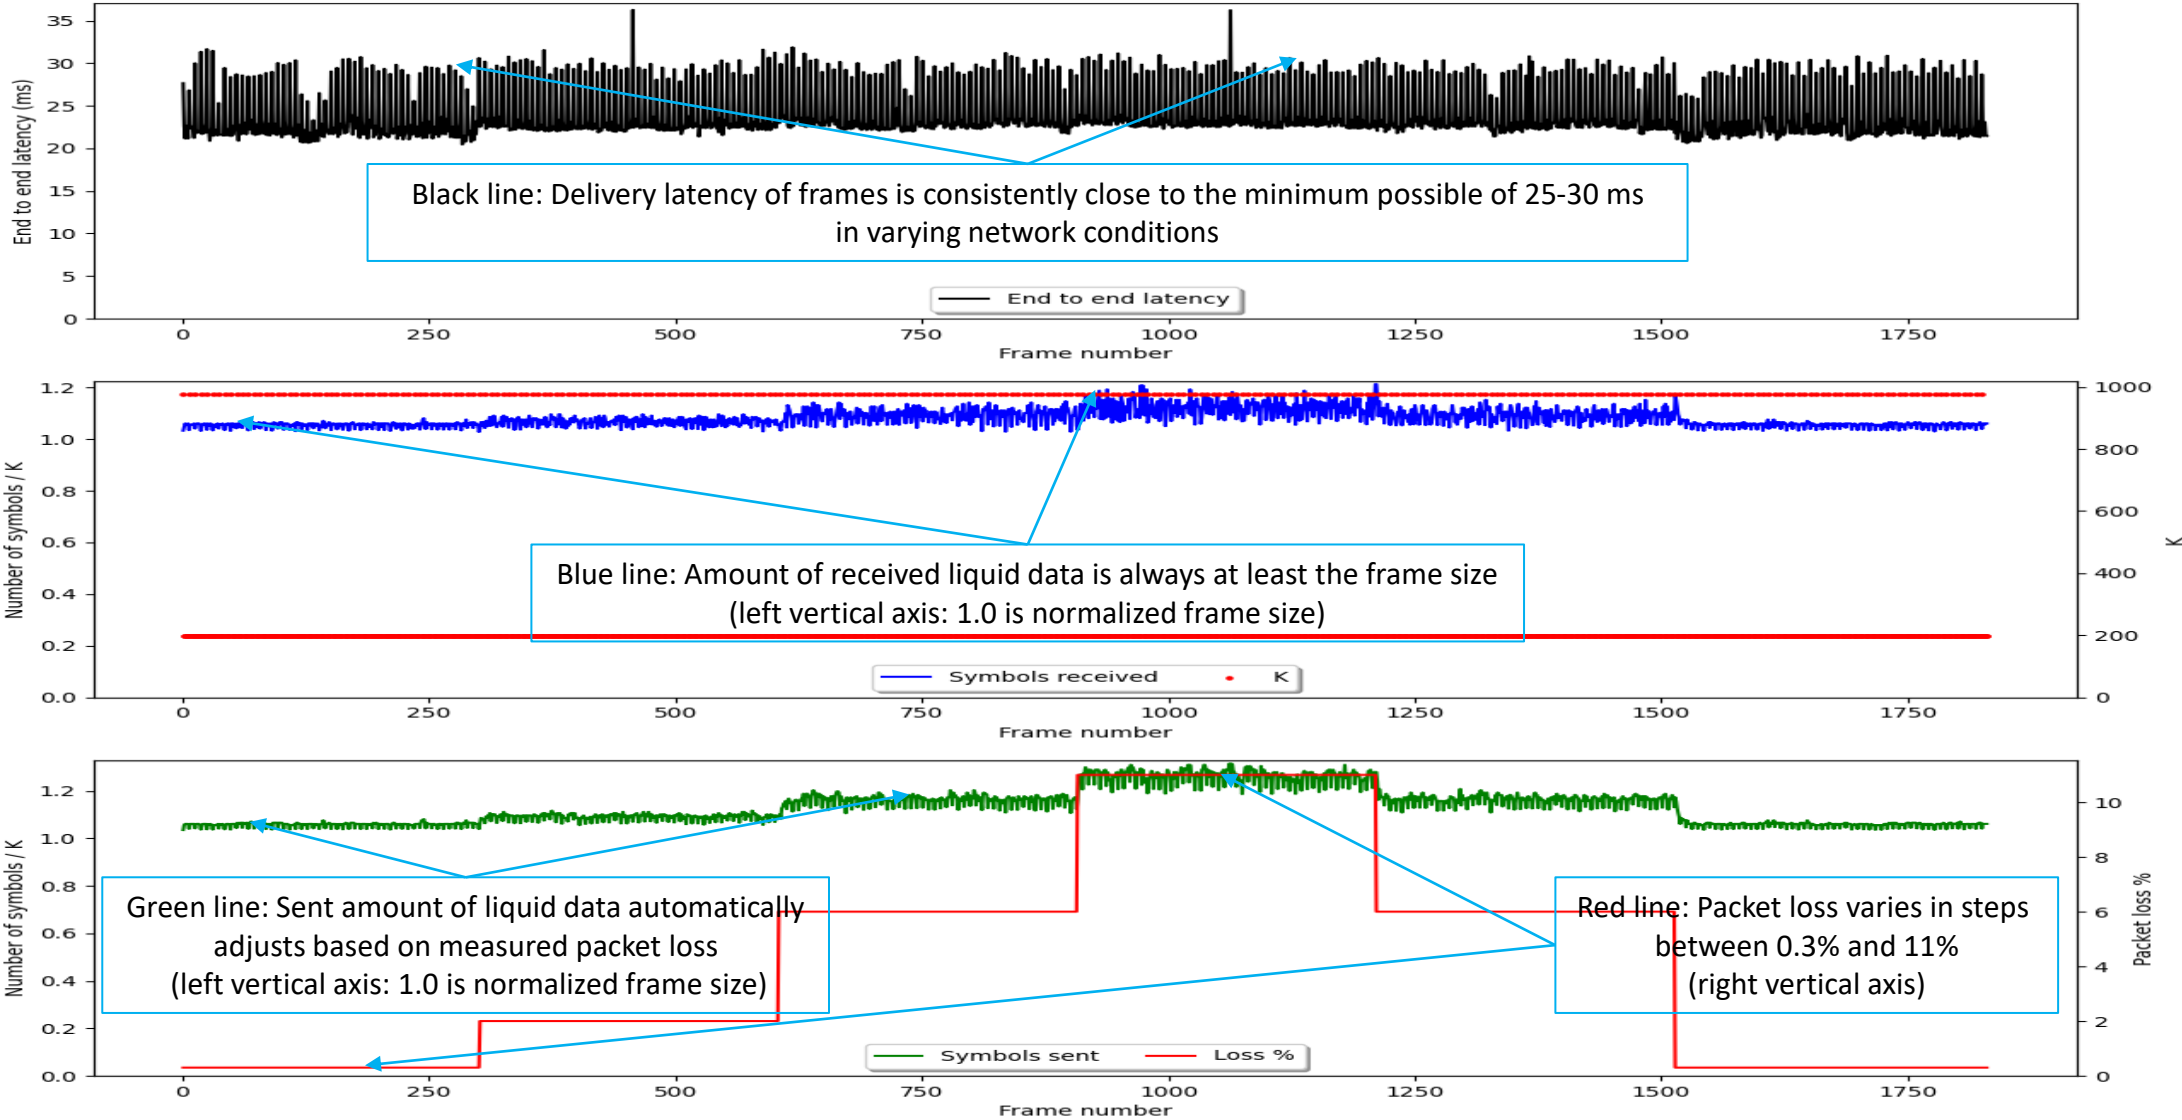 35
30
25
20
15
10
5
0
End to end latency (ms)
Black line: Delivery latency of frames is consistently close to the minimum possible of 25-30 ms
in varying network conditions
End to end latency
0 250 500 750 1000 1250 1500 1750
Frame number
1.2
1.0
0.8
0.6
0.4
0.2
0.0
Number of symbols / K
1000
800
600
400
200
0
K
Blue line: Amount of received liquid data is always at least the frame size
(left vertical axis: 1.0 is normalized frame size)
Symbols received K
0 250 500 750 1000 1250 1500 1750
Frame number
1.2
1.0
0.8
0.6
0.4
0.2
0.0
Number of symbols / K
10
8
6
4
2
0
Packet loss %
Green line: Sent amount of liquid data automatically
adjusts based on measured packet loss
(left vertical axis: 1.0 is normalized frame size)
Red line: Packet loss varies in steps
between 0.3% and 11%
(right vertical axis)
Symbols sent Loss %
0 250 500 750 1000 1250 1500 1750
Frame number